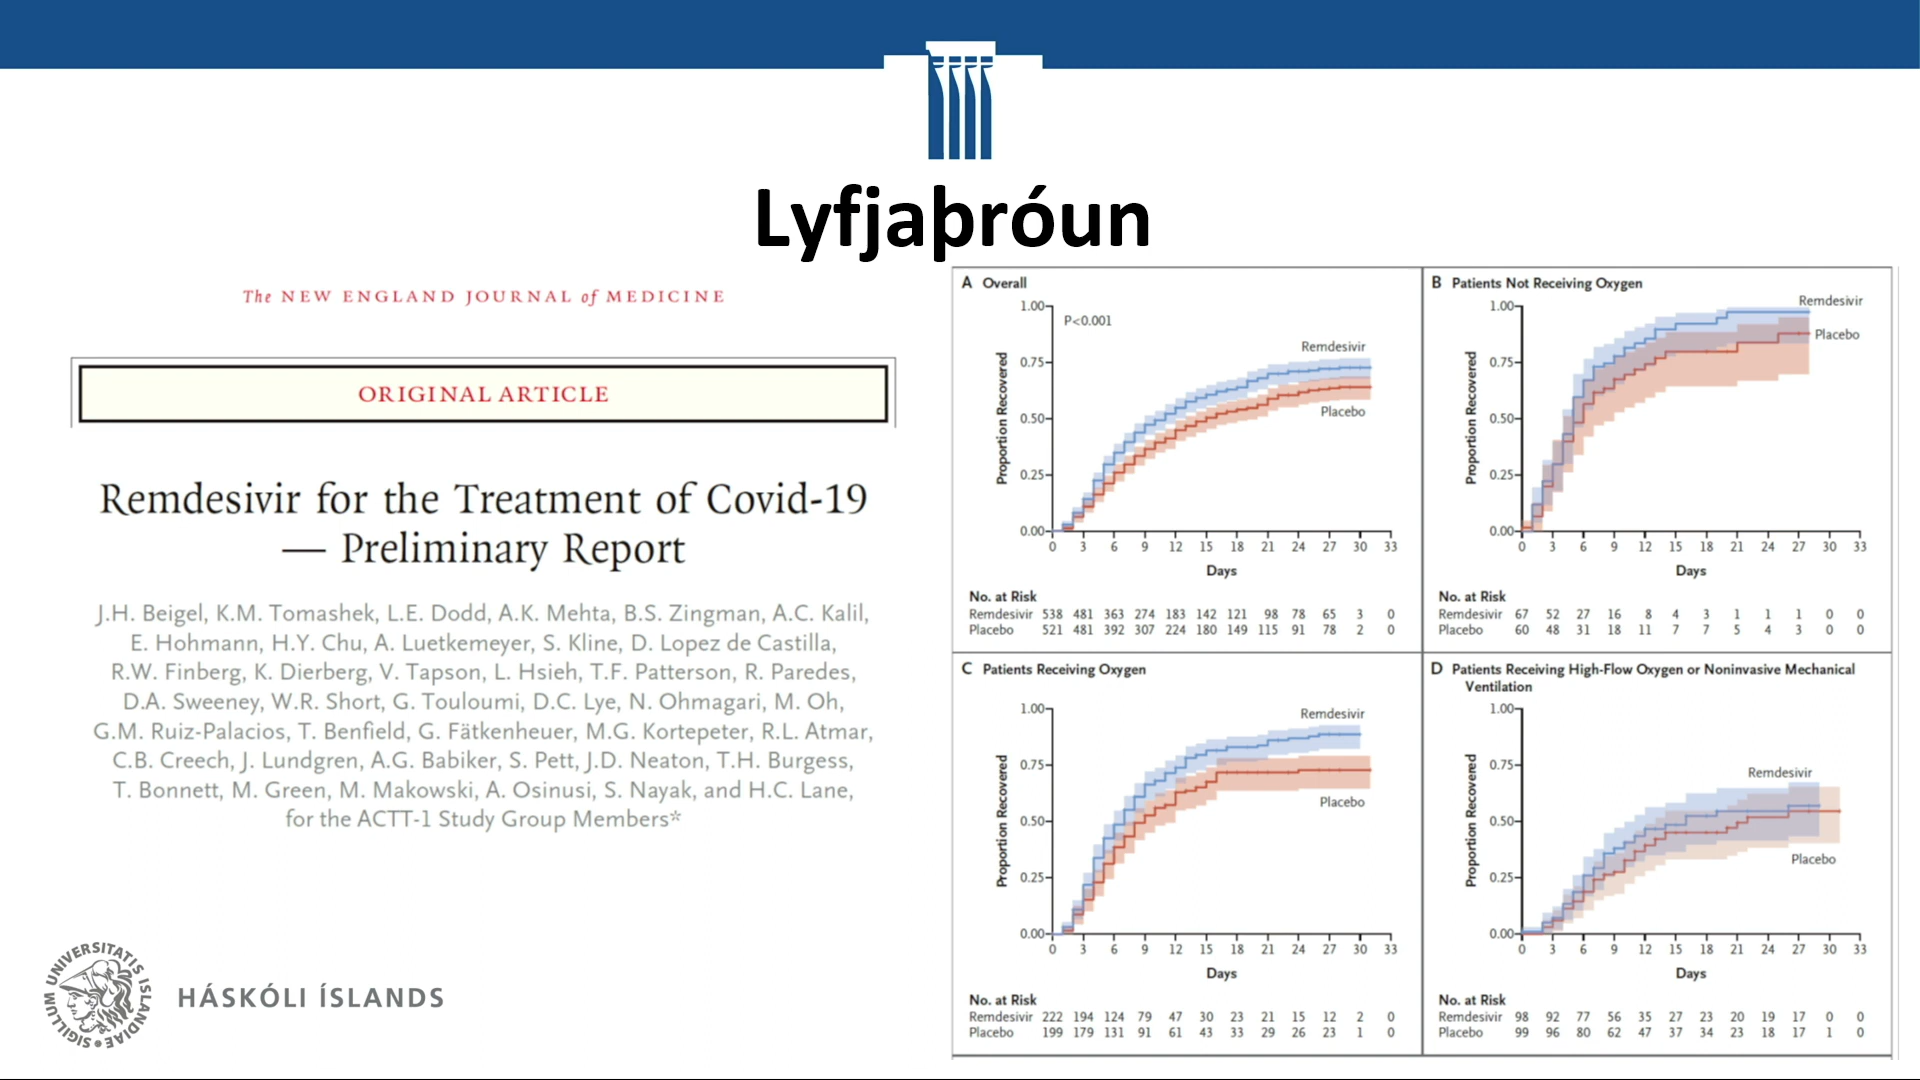 Lyfjaþróun
The NEW ENGLAND JOURNAL of MEDICINE
ORIGINAL ARTICLE
Remdesivir for the Treatment of Covid-19
— Preliminary Report
J.H. Beigel, K.M. Tomashek, L.E. Dodd, A.K. Mehta, B.S. Zingman, A.C. Kalil,
E. Hohmann, H.Y. Chu, A. Luetkemeyer, S. Kline, D. Lopez de Castilla,
R.W. Finberg, K. Dierberg, V. Tapson, L. Hsieh, T.F. Patterson, R. Paredes,
D.A. Sweeney, W.R. Short, G. Touloumi, D.C. Lye, N. Ohmagari, M. Oh,
G.M. Ruiz-Palacios, T. Benfield, G. Fätkenheuer, M.G. Kortepeter, R.L. Atmar,
C.B. Creech, J. Lundgren, A.G. Babiker, S. Pett, J.D. Neaton, T.H. Burgess,
T. Bonnett, M. Green, M. Makowski, A. Osinusi, S. Nayak, and H.C. Lane,
for the ACTT-1 Study Group Members*
SIGILLUM UNIVERSITATIS ISLANDIAE
HÁSKÓLI ÍSLANDS
A Overall
P<0.001
Proportion Recovered
1.00
0.75
0.50
0.25
0.00
Remdesivir
Placebo
0 3 6 9 12 15 18 21 24 27 30 33
Days
No. at Risk
Remdesivir 538 481 363 274 183 142 121 98 78 65 3 0
Placebo 521 481 392 307 224 180 149 115 91 78 2 0
B Patients Not Receiving Oxygen
Proportion Recovered
1.00
0.75
0.50
0.25
0.00
Remdesivir
Placebo
0 3 6 9 12 15 18 21 24 27 30 33
Days
No. at Risk
Remdesivir 67 52 27 16 8 4 3 1 1 1 0 0
Placebo 60 48 31 18 11 7 7 5 4 3 0 0
C Patients Receiving Oxygen
Proportion Recovered
1.00
0.75
0.50
0.25
0.00
Remdesivir
Placebo
0 3 6 9 12 15 18 21 24 27 30 33
Days
No. at Risk
Remdesivir 222 194 124 79 47 30 23 21 15 12 2 0
Placebo 199 179 131 91 61 43 33 29 26 23 1 0
D Patients Receiving High-Flow Oxygen or Noninvasive Mechanical
Ventilation
Proportion Recovered
1.00
0.75
0.50
0.25
0.00
Remdesivir
Placebo
0 3 6 9 12 15 18 21 24 27 30 33
Days
No. at Risk
Remdesivir 98 92 77 56 35 27 23 20 19 17 0 0
Placebo 99 96 80 62 47 37 34 23 18 17 1 0